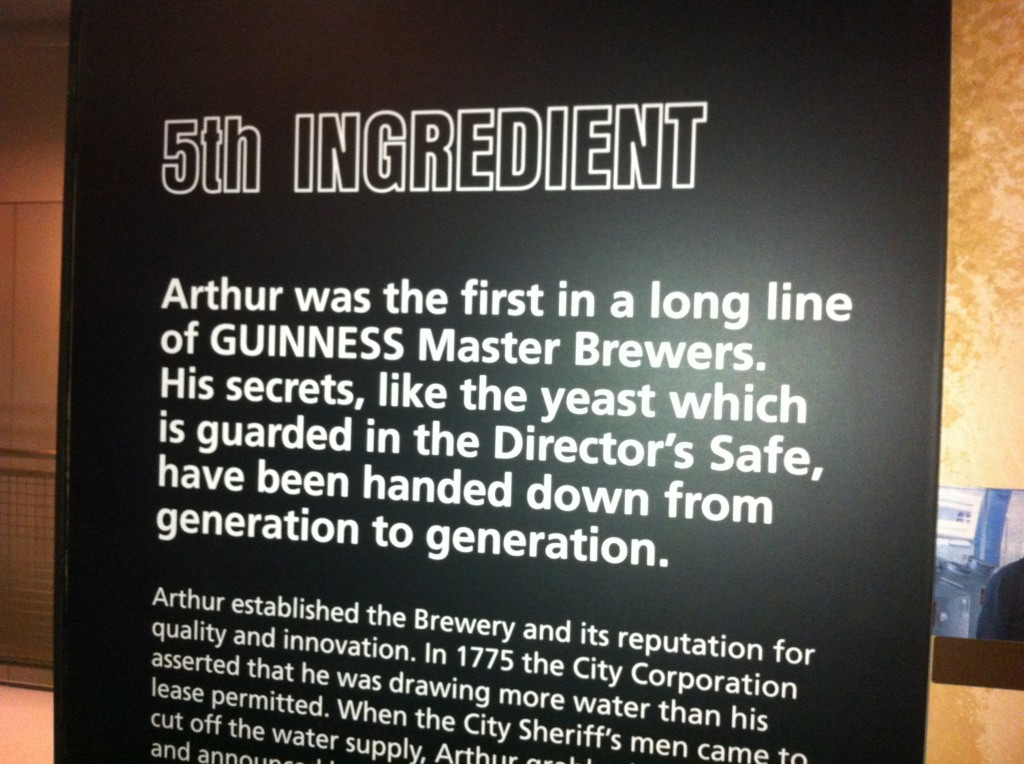 5th INGREDIENT
Arthur was the first in a long line
of GUINNESS Master Brewers.
His secrets, like the yeast which
is guarded in the Director's Safe,
have been handed down from
generation to generation.
Arthur established the Brewery and its reputation for
quality and innovation. In 1775 the City Corporation
asserted that he was drawing more water than his
lease permitted. When the City Sheriff's men came to
cut off the water supply, Arthur
and